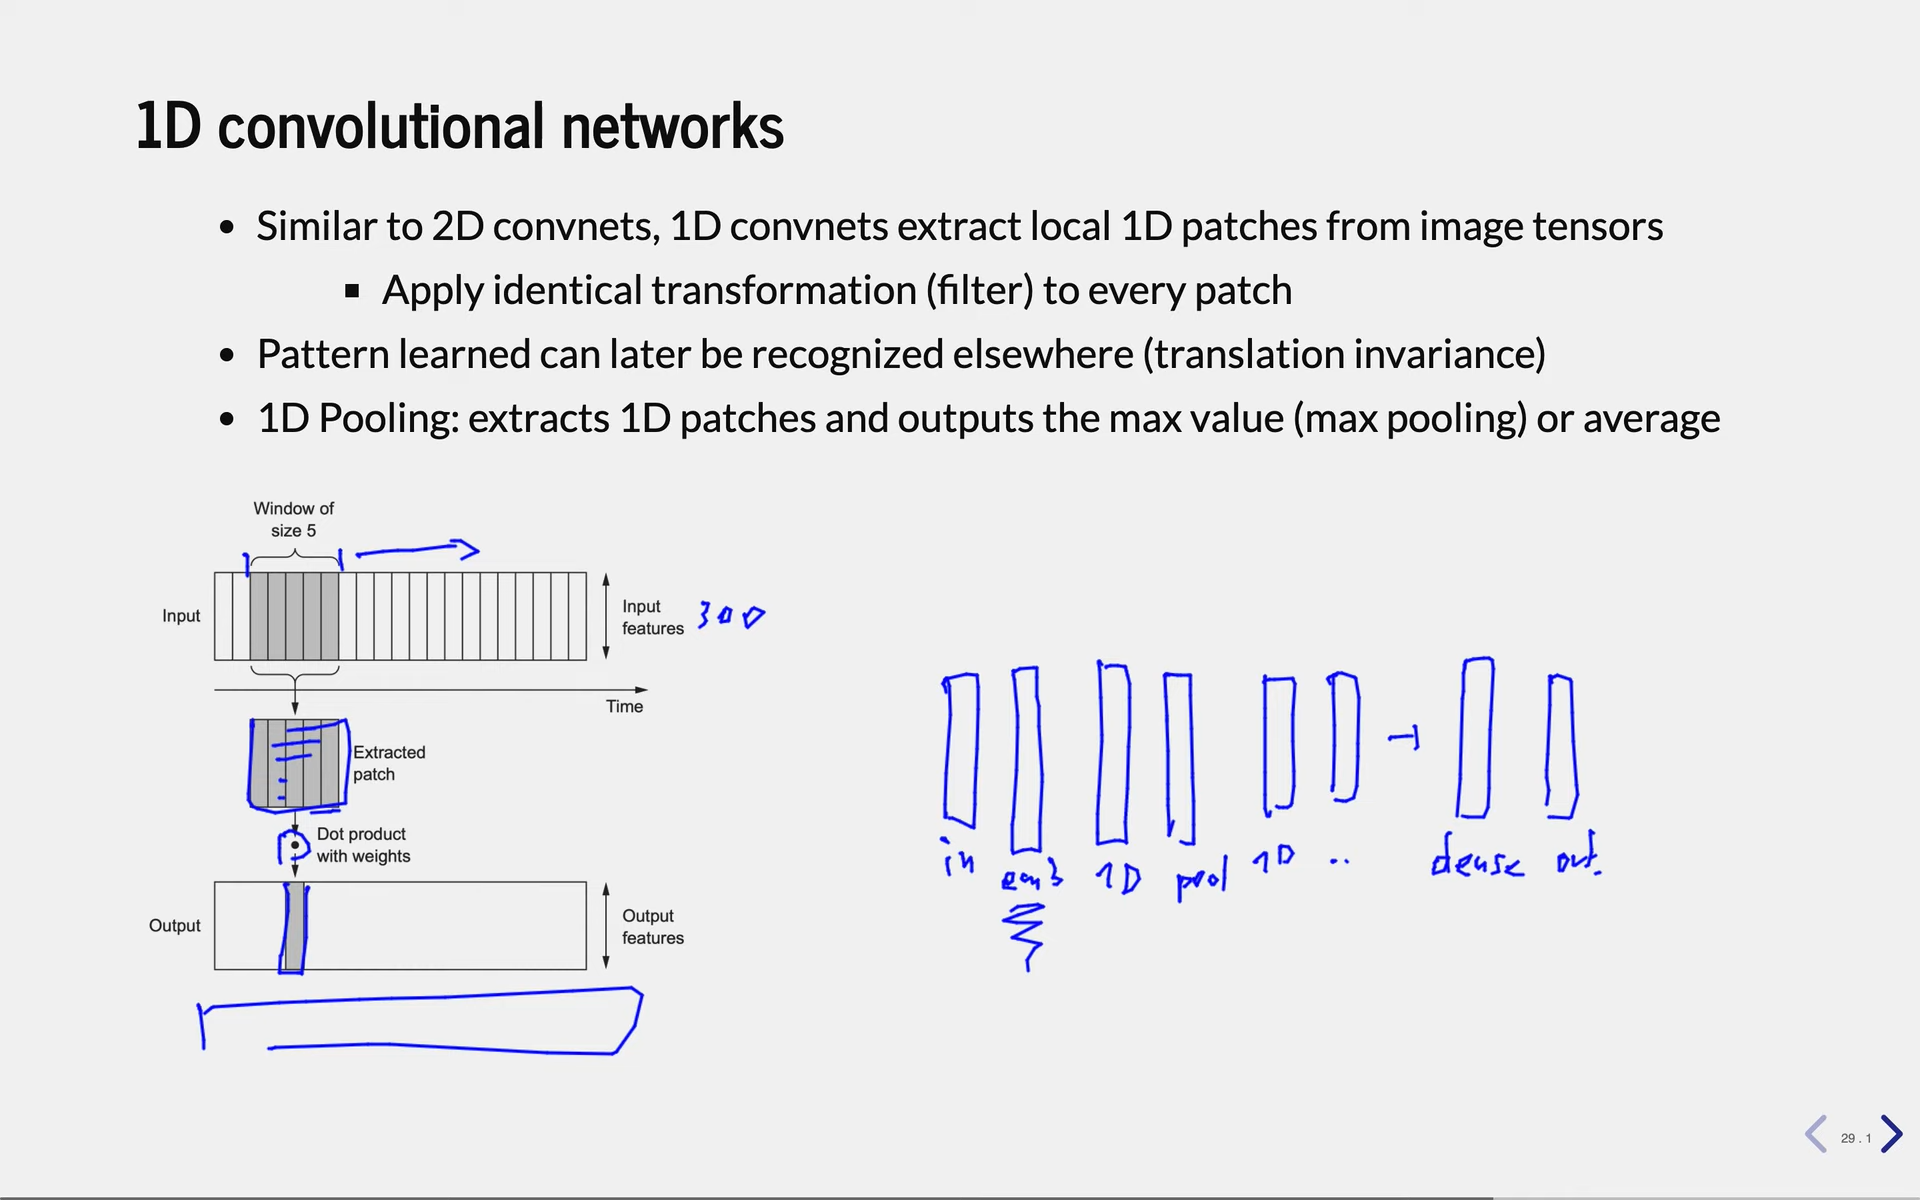 1D convolutional networks
• Similar to 2D convnets, 1D convnets extract local 1D patches from image tensors
▪ Apply identical transformation (filter) to every patch
• Pattern learned can later be recognized elsewhere (translation invariance)
• 1D Pooling: extracts 1D patches and outputs the max value (max pooling) or average
Window of
size 5
Input
Input
features
300
Time
Extracted
patch
Dot product
with weights
Output
Output
features
in emb 1D pool 1D .. dense out.
29 . 1